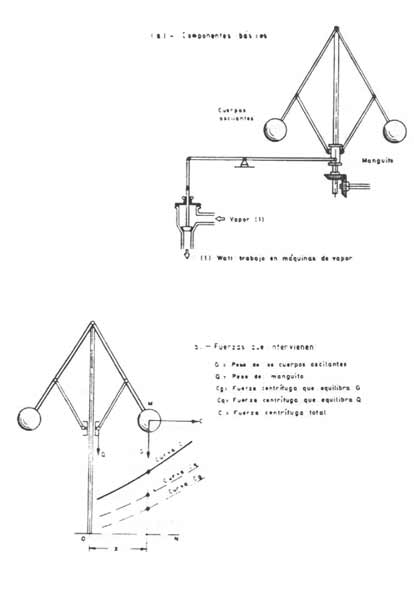 (a) - Componentes básicos
Cuerpos
oscilantes
Manguito
Vapor (1)
(1) Watt trabajo en máquinas de vapor
b. - Fuerzas que intervienen
G = Peso de los cuerpos oscilantes
Q = Peso del manguito
Cg = Fuerza centrífuga que equilibra G
Cq = Fuerza centrífuga que equilibra Q
C = Fuerza centrífuga total
M
C
Q
G
Curva C
Curva Cq
Curva Cg
O
X
N